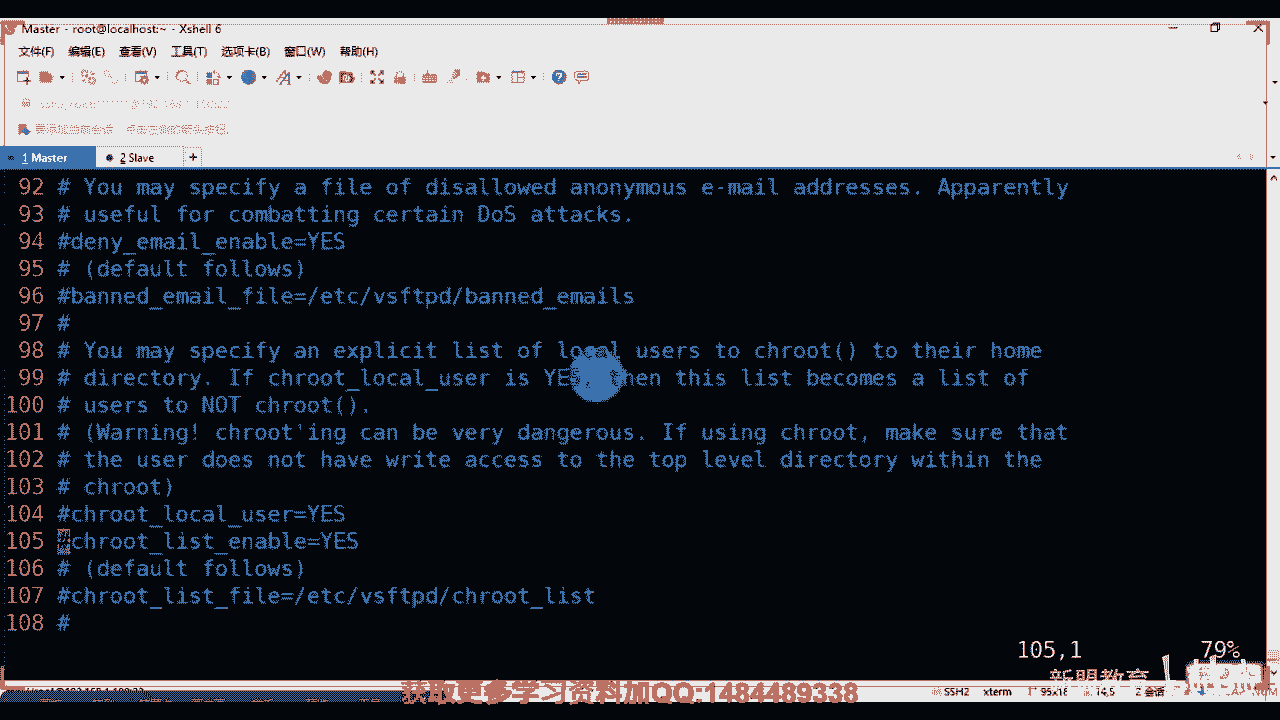 Master - root@localhost:~ - Xshell 6
文件(F) 编辑(E) 查看(V) 工具(T) 选项卡(B) 窗口(W) 帮助(H)
1 Master 2 Slave +
92 # You may specify a file of disallowed anonymous e-mail addresses. Apparently
93 # useful for combatting certain DoS attacks.
94 #deny_email_enable=YES
95 # (default follows)
96 #banned_email_file=/etc/vsftpd/banned_emails
97 #
98 # You may specify an explicit list of local users to chroot() to their home
99 # directory. If chroot_local_user is YES, then this list becomes a list of
100 # users to NOT chroot().
101 # (Warning! chroot'ing can be very dangerous. If using chroot, make sure that
102 # the user does not have write access to the top level directory within the
103 # chroot)
104 #chroot_local_user=YES
105 #chroot_list_enable=YES
106 # (default follows)
107 #chroot_list_file=/etc/vsftpd/chroot_list
108 #
105,1 79%
获取更多学习资料加QQ:1484489338
SSH2 xterm